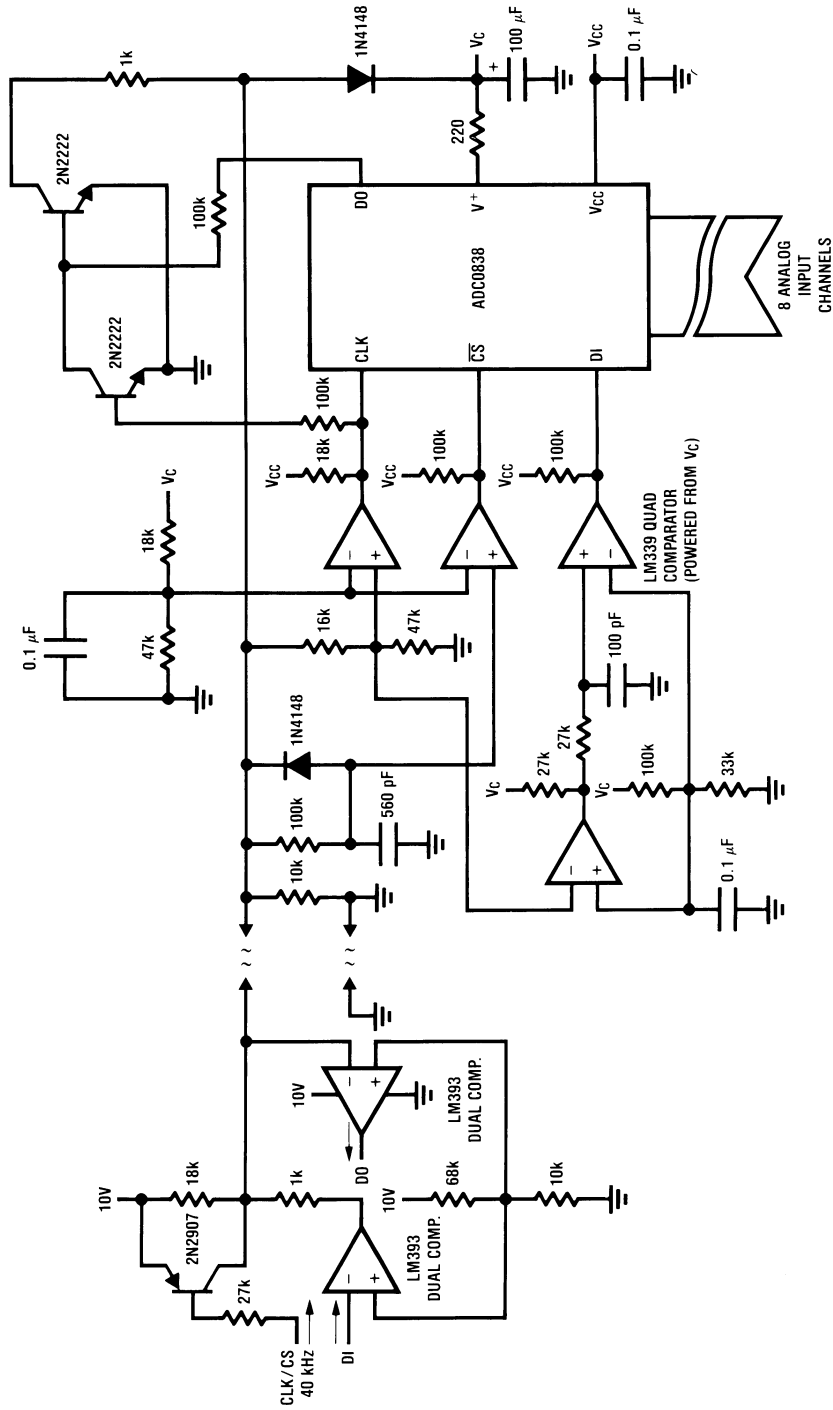 10V
2N2907
18k
27k
CLK/CS
40 kHz
DI
1k
−
+
LM393
DUAL COMP.
10V
68k
10k
10V
−
+
DO
LM393
DUAL COMP.
~
~
~
~
10k
100k
560 pF
1N4148
16k
47k
0.1 µF
47k
18k
VC
−
+
VCC
18k
100k
−
+
VCC
100k
+
−
VCC
100k
LM339 QUAD
COMPARATOR
(POWERED FROM VC)
−
+
VC
27k
27k
100 pF
VC
100k
33k
0.1 µF
2N2222
2N2222
100k
1k
1N4148
VC
+
100 µF
220
VCC
0.1 µF
CLK
CS
DI
ADC0838
DO
V+
VCC
8 ANALOG
INPUT
CHANNELS